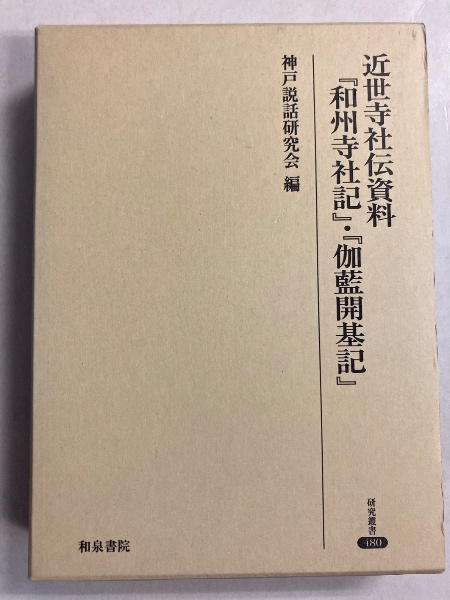 近世寺社伝資料
『和州寺社記』・『伽藍開基記』
神戸説話研究会 編
研究叢書
480
和泉書院